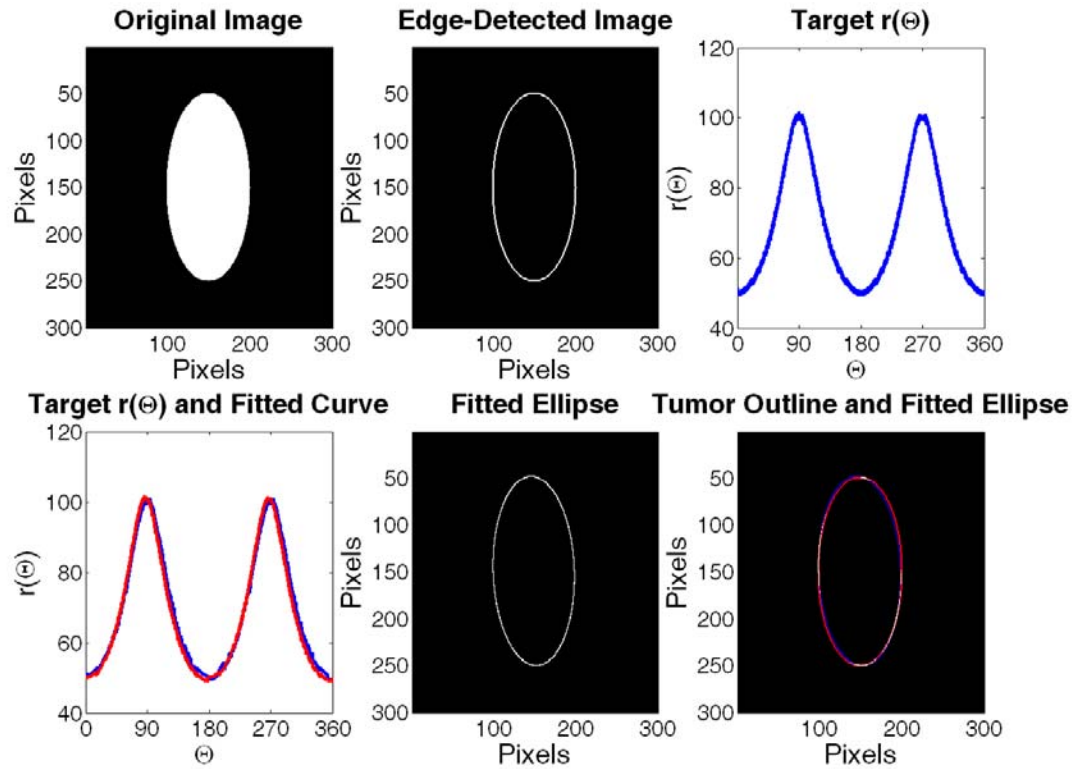 Original Image
Edge-Detected Image
Target r(Θ)
Pixels
50
100
150
200
250
300
100 200 300
Pixels
Pixels
50
100
150
200
250
300
100 200 300
Pixels
r(Θ)
120
100
80
60
40
0 90 180 270 360
Θ
Target r(Θ) and Fitted Curve
Fitted Ellipse
Tumor Outline and Fitted Ellipse
r(Θ)
120
100
80
60
40
0 90 180 270 360
Θ
Pixels
50
100
150
200
250
300
100 200 300
Pixels
Pixels
50
100
150
200
250
300
100 200 300
Pixels